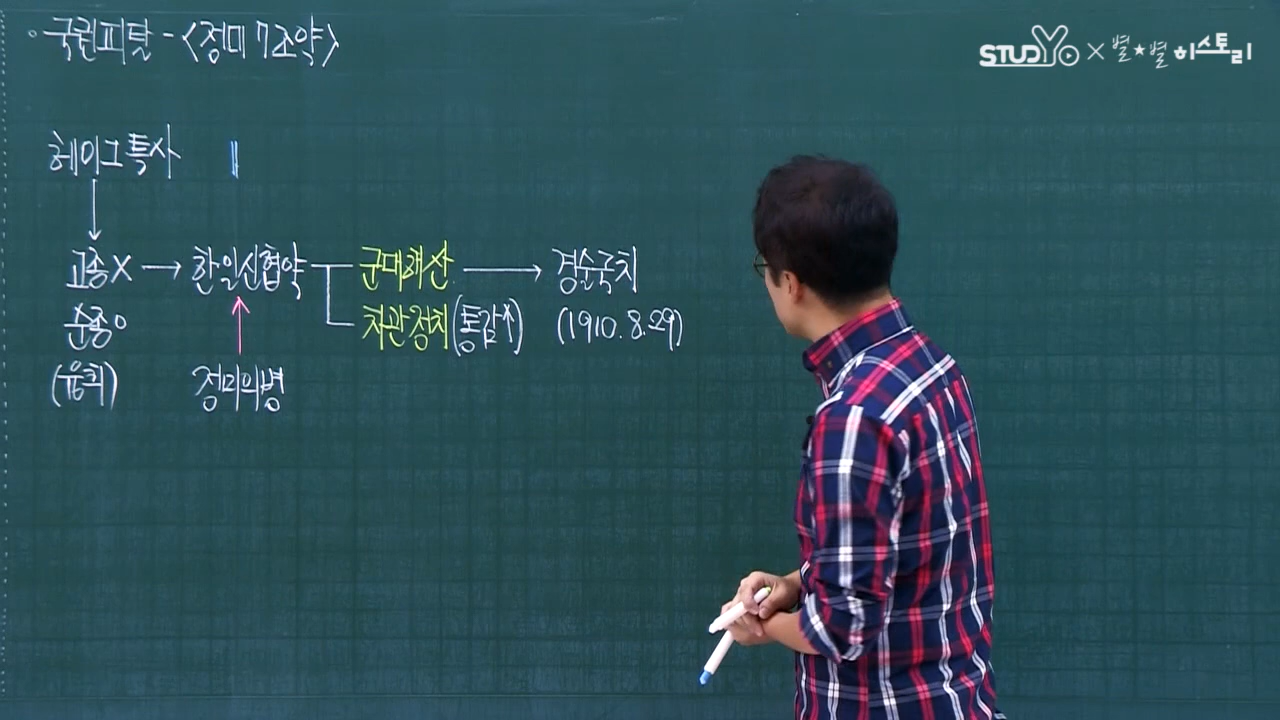 · 국권피탈 - <정미7조약>
STUDYo × 별★별 히스토리
헤이그특사
↓
고종X → 한일신협약 군대해산 → 경술국치
순종○ ↑ 차관정치(통감↑) (1910.8.29)
(융희) 정미의병